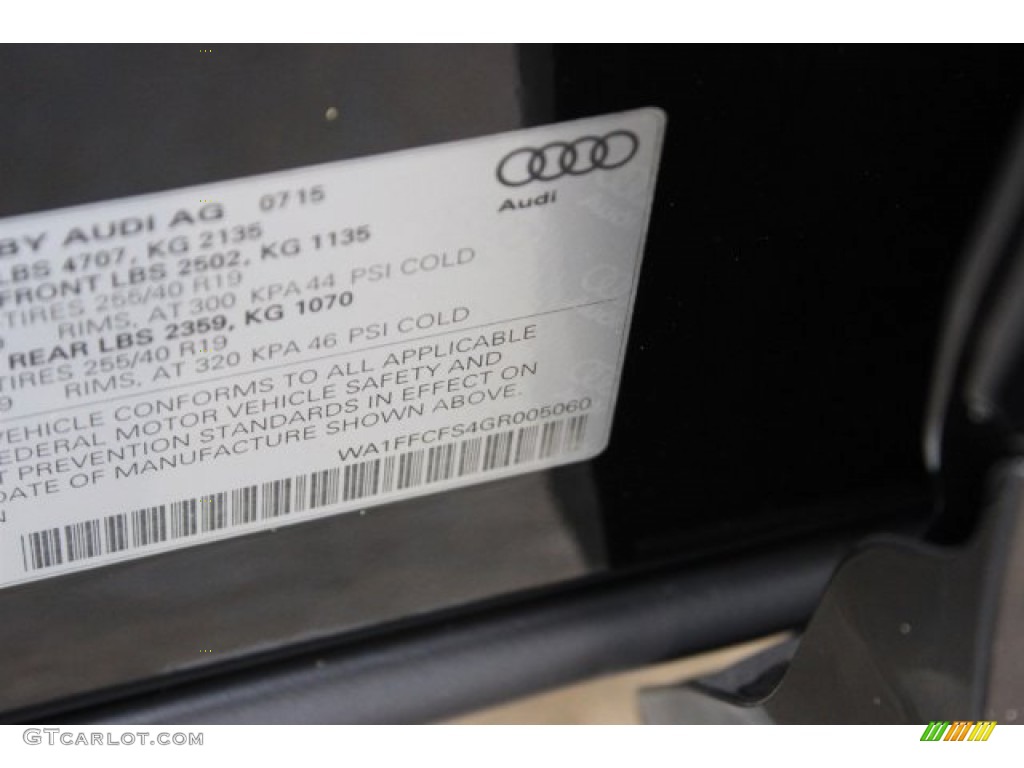 Audi
BY AUDI AG 0715
LBS 4707, KG 2135
FRONT LBS 2502, KG 1135
TIRES 255/40 R19
RIMS, AT 300 KPA 44 PSI COLD
REAR LBS 2359, KG 1070
TIRES 255/40 R19
9 RIMS, AT 320 KPA 46 PSI COLD
VEHICLE CONFORMS TO ALL APPLICABLE
FEDERAL MOTOR VEHICLE SAFETY AND
T PREVENTION STANDARDS IN EFFECT ON
DATE OF MANUFACTURE SHOWN ABOVE.
WA1FFCFS4GR005060
GTcarlot.com